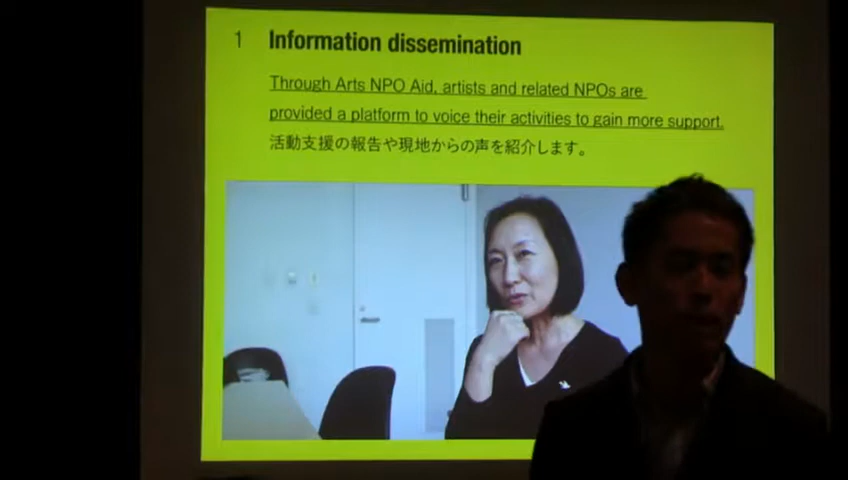 1 Information dissemination
Through Arts NPO Aid, artists and related NPOs are
provided a platform to voice their activities to gain more support.
活動支援の報告や現地からの声を紹介します。